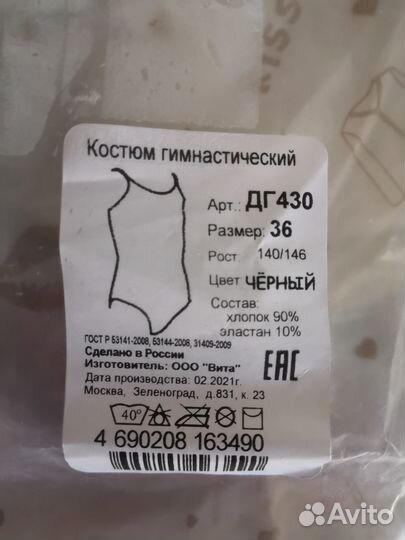 KISS
Костюм гимнастический
Арт.: ДГ430
Размер: 36
Рост 140/146
Цвет ЧЁРНЫЙ
Состав:
хлопок 90%
эластан 10%
ГОСТ Р 53141-2008, 53144-2008, 31409-2009
Сделано в России
Изготовитель: ООО "Вита"
Дата производства: 02.2021г.
Москва, Зеленоград, д.831, к. 23
EAC
40°
4 690208 163490
Avito